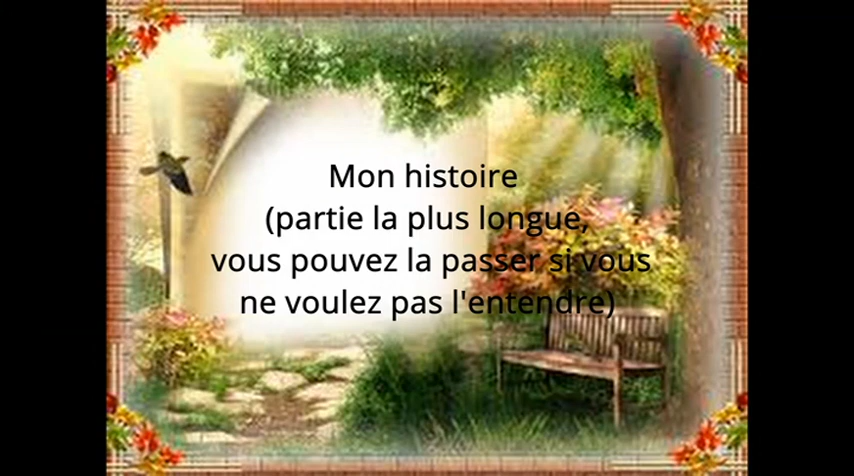 Mon histoire
(partie la plus longue,
vous pouvez la passer si vous
ne voulez pas l'entendre)